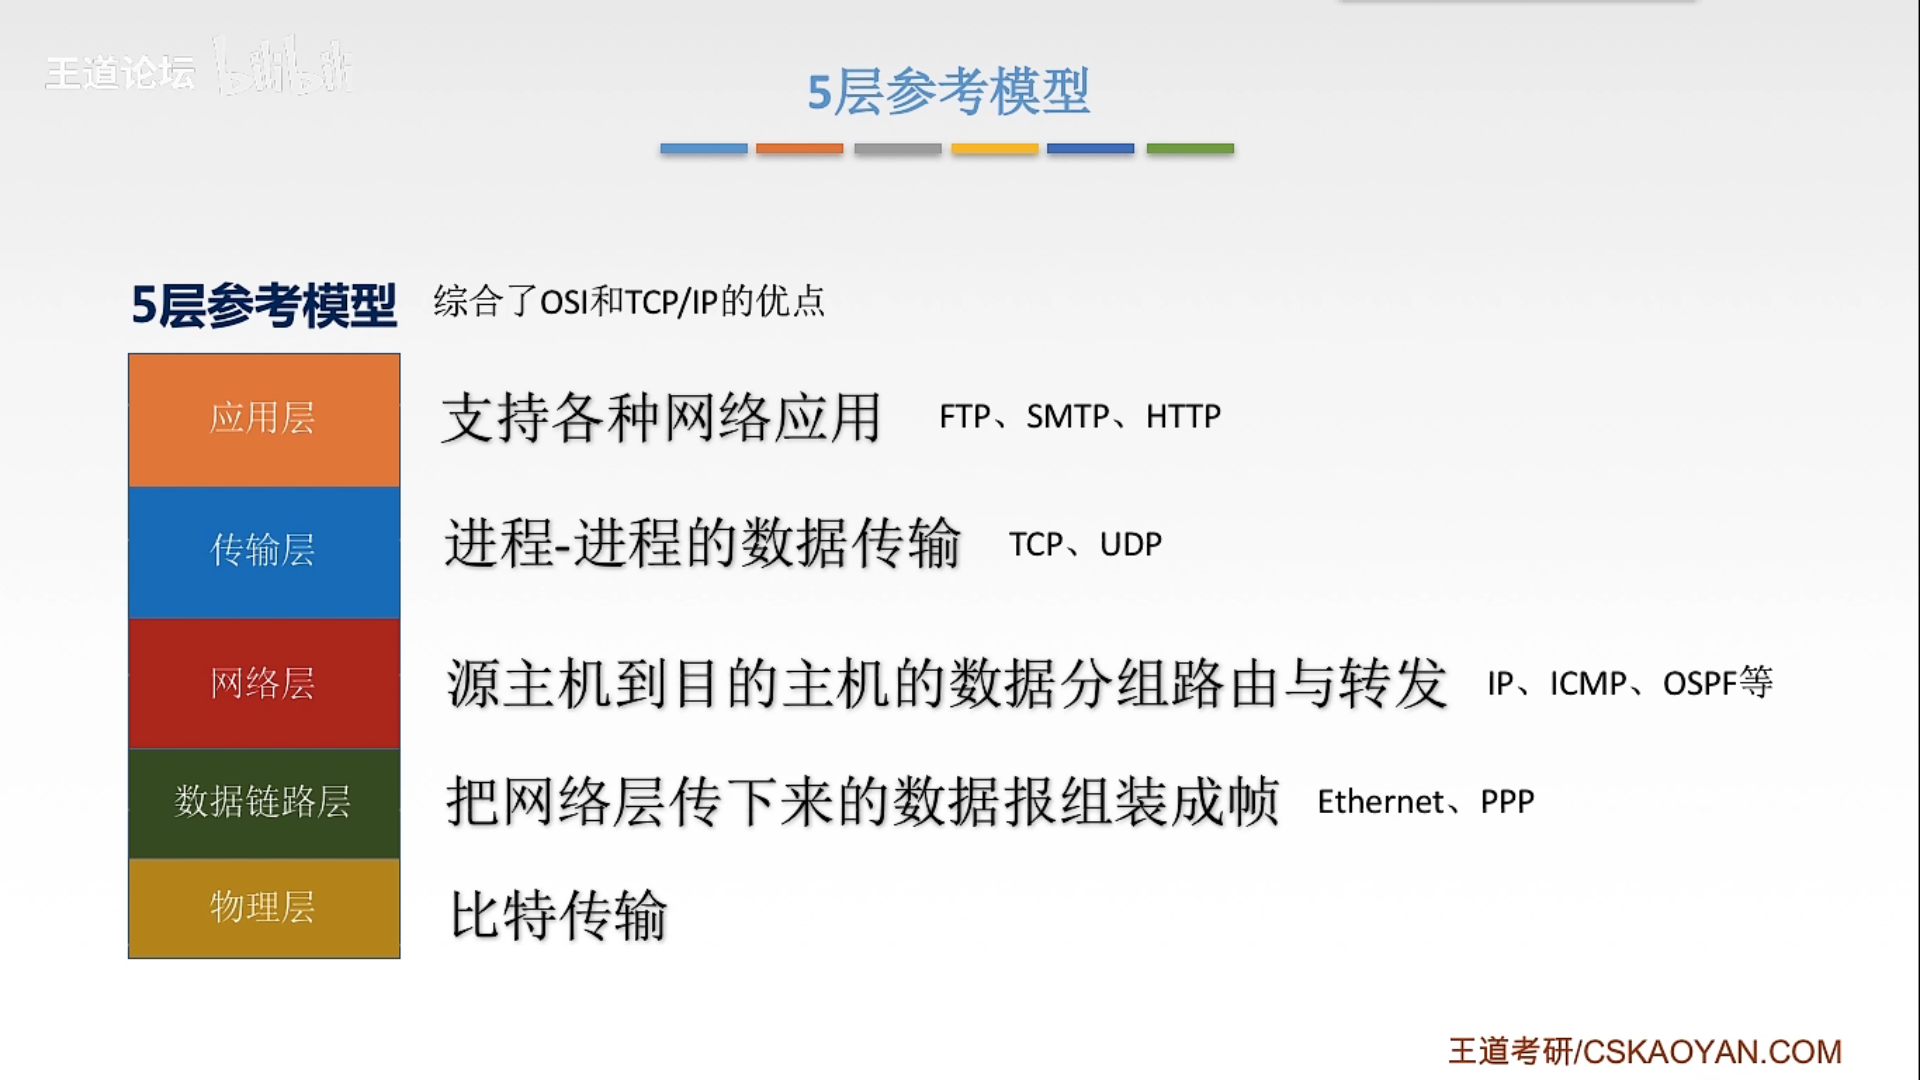 王道论坛 bilibili
5层参考模型
5层参考模型 综合了OSI和TCP/IP的优点
应用层 支持各种网络应用 FTP、SMTP、HTTP
传输层 进程-进程的数据传输 TCP、UDP
网络层 源主机到目的主机的数据分组路由与转发 IP、ICMP、OSPF等
数据链路层 把网络层传下来的数据报组装成帧 Ethernet、PPP
物理层 比特传输
王道考研/CSKAOYAN.COM